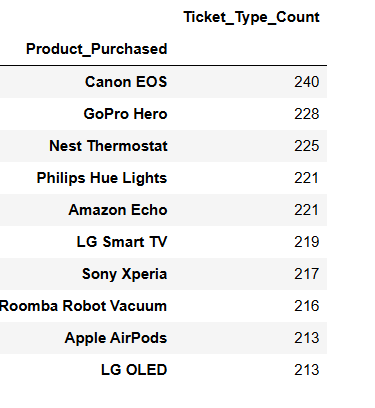 Ticket_Type_Count
Product_Purchased
Canon EOS 240
GoPro Hero 228
Nest Thermostat 225
Philips Hue Lights 221
Amazon Echo 221
LG Smart TV 219
Sony Xperia 217
Roomba Robot Vacuum 216
Apple AirPods 213
LG OLED 213